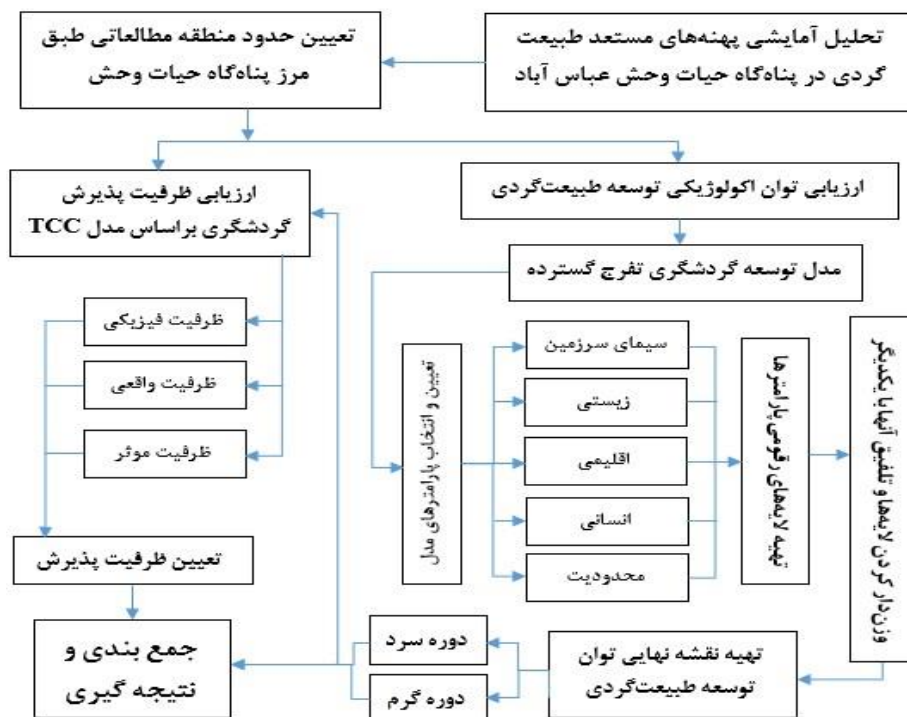 تحلیل آمایشی پهنه‌های مستعد طبیعت
گردی در پناه‌گاه حیات وحش عباس آباد
تعیین حدود منطقه مطالعاتی طبق
مرز پناه‌گاه حیات وحش
ارزیابی توان اکولوژیکی توسعه طبیعت‌گردی
مدل توسعه گردشگری تفرج گسترده
تعیین و انتخاب پارامترهای مدل
سیمای سرزمین
زیستی
اقلیمی
انسانی
محدودیت
تهیه لایه‌های رقومی پارامترها
وزن‌دار کردن لایه‌ها و تلفیق آنها با یکدیگر
تهیه نقشه نهایی توان
توسعه طبیعت‌گردی
دوره سرد
دوره گرم
ارزیابی ظرفیت پذیرش
گردشگری براساس مدل TCC
ظرفیت فیزیکی
ظرفیت واقعی
ظرفیت موثر
تعیین ظرفیت پذیرش
جمع بندی و
نتیجه گیری